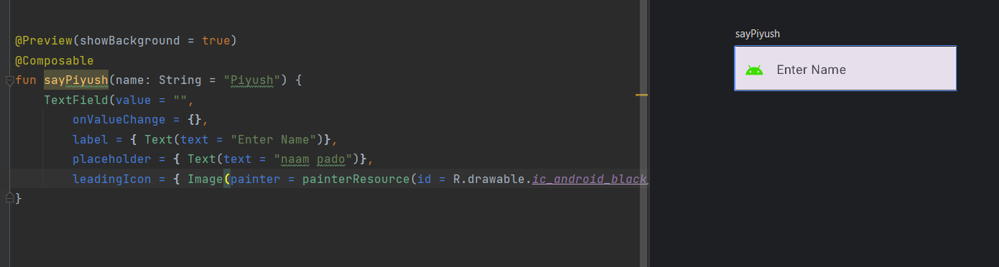 @Preview(showBackground = true)
@Composable
fun sayPiyush(name: String = "Piyush") {
    TextField(value = "",
        onValueChange = {},
        label = { Text(text = "Enter Name")},
        placeholder = { Text(text = "naam pado")},
        leadingIcon = { Image(painter = painterResource(id = R.drawable.ic_android_black_
}
sayPiyush
Enter Name